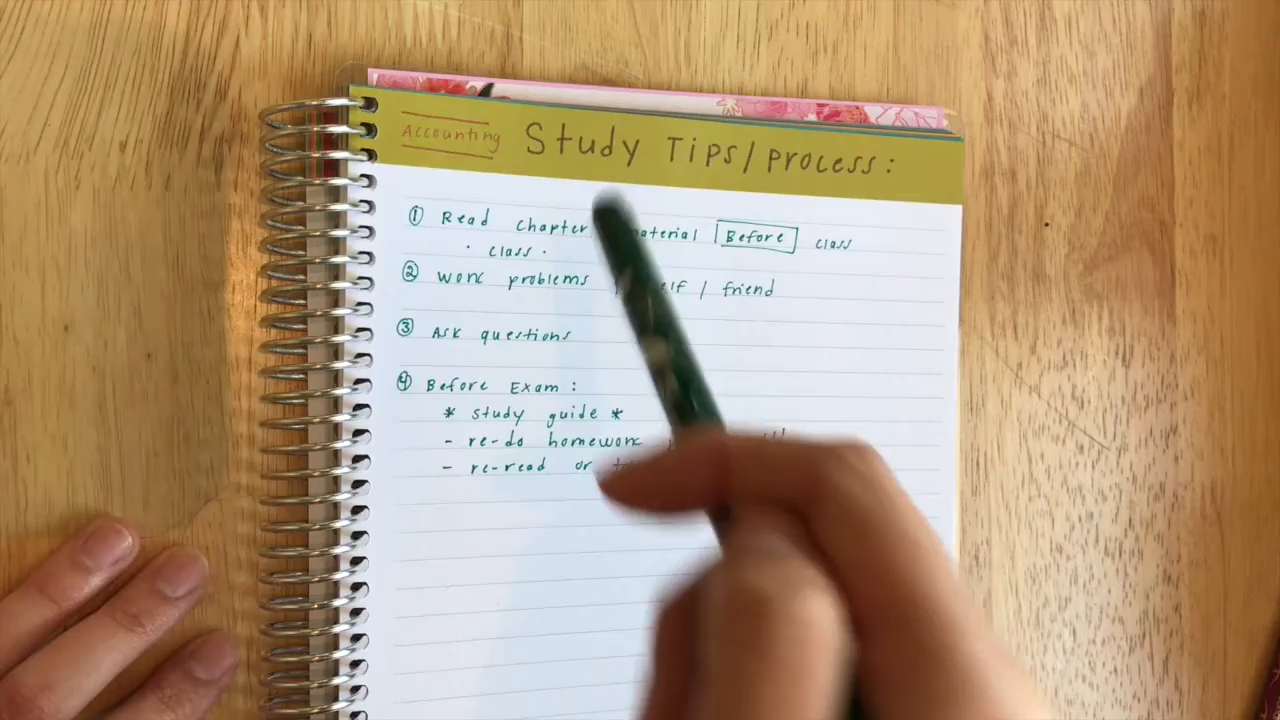 Accounting Study Tips/process:
① Read chapter material Before class
· class ·
② Work problems self / friend
③ Ask questions
④ Before Exam:
* study guide *
- re-do homework
- re-read or